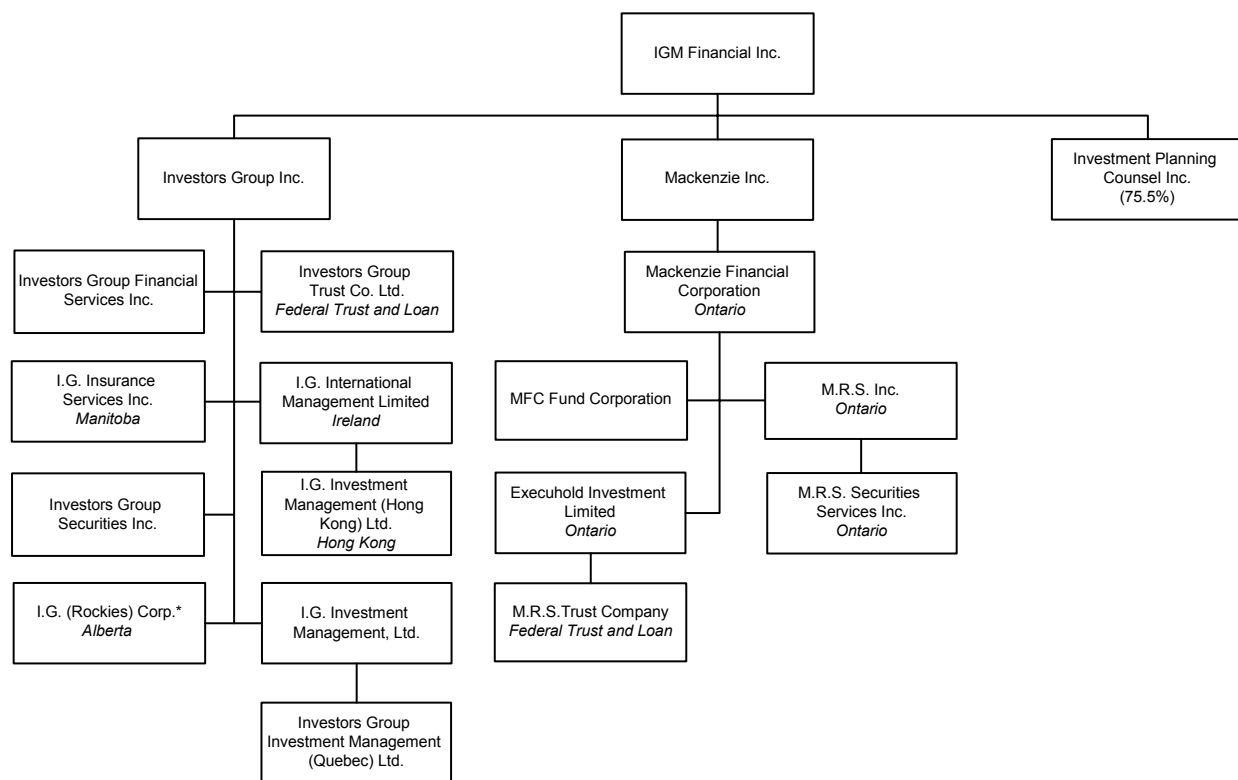 IGM Financial Inc.
Investors Group Inc.
Mackenzie Inc.
Investment Planning
Counsel Inc.
(75.5%)
Investors Group Financial
Services Inc.
Investors Group
Trust Co. Ltd.
Federal Trust and Loan
Mackenzie Financial
Corporation
Ontario
I.G. Insurance
Services Inc.
Manitoba
I.G. International
Management Limited
Ireland
MFC Fund Corporation
M.R.S. Inc.
Ontario
Investors Group
Securities Inc.
I.G. Investment
Management (Hong
Kong) Ltd.
Hong Kong
Execuhold Investment
Limited
Ontario
M.R.S. Securities
Services Inc.
Ontario
I.G. (Rockies) Corp.*
Alberta
I.G. Investment
Management, Ltd.
M.R.S.Trust Company
Federal Trust and Loan
Investors Group
Investment Management
(Quebec) Ltd.